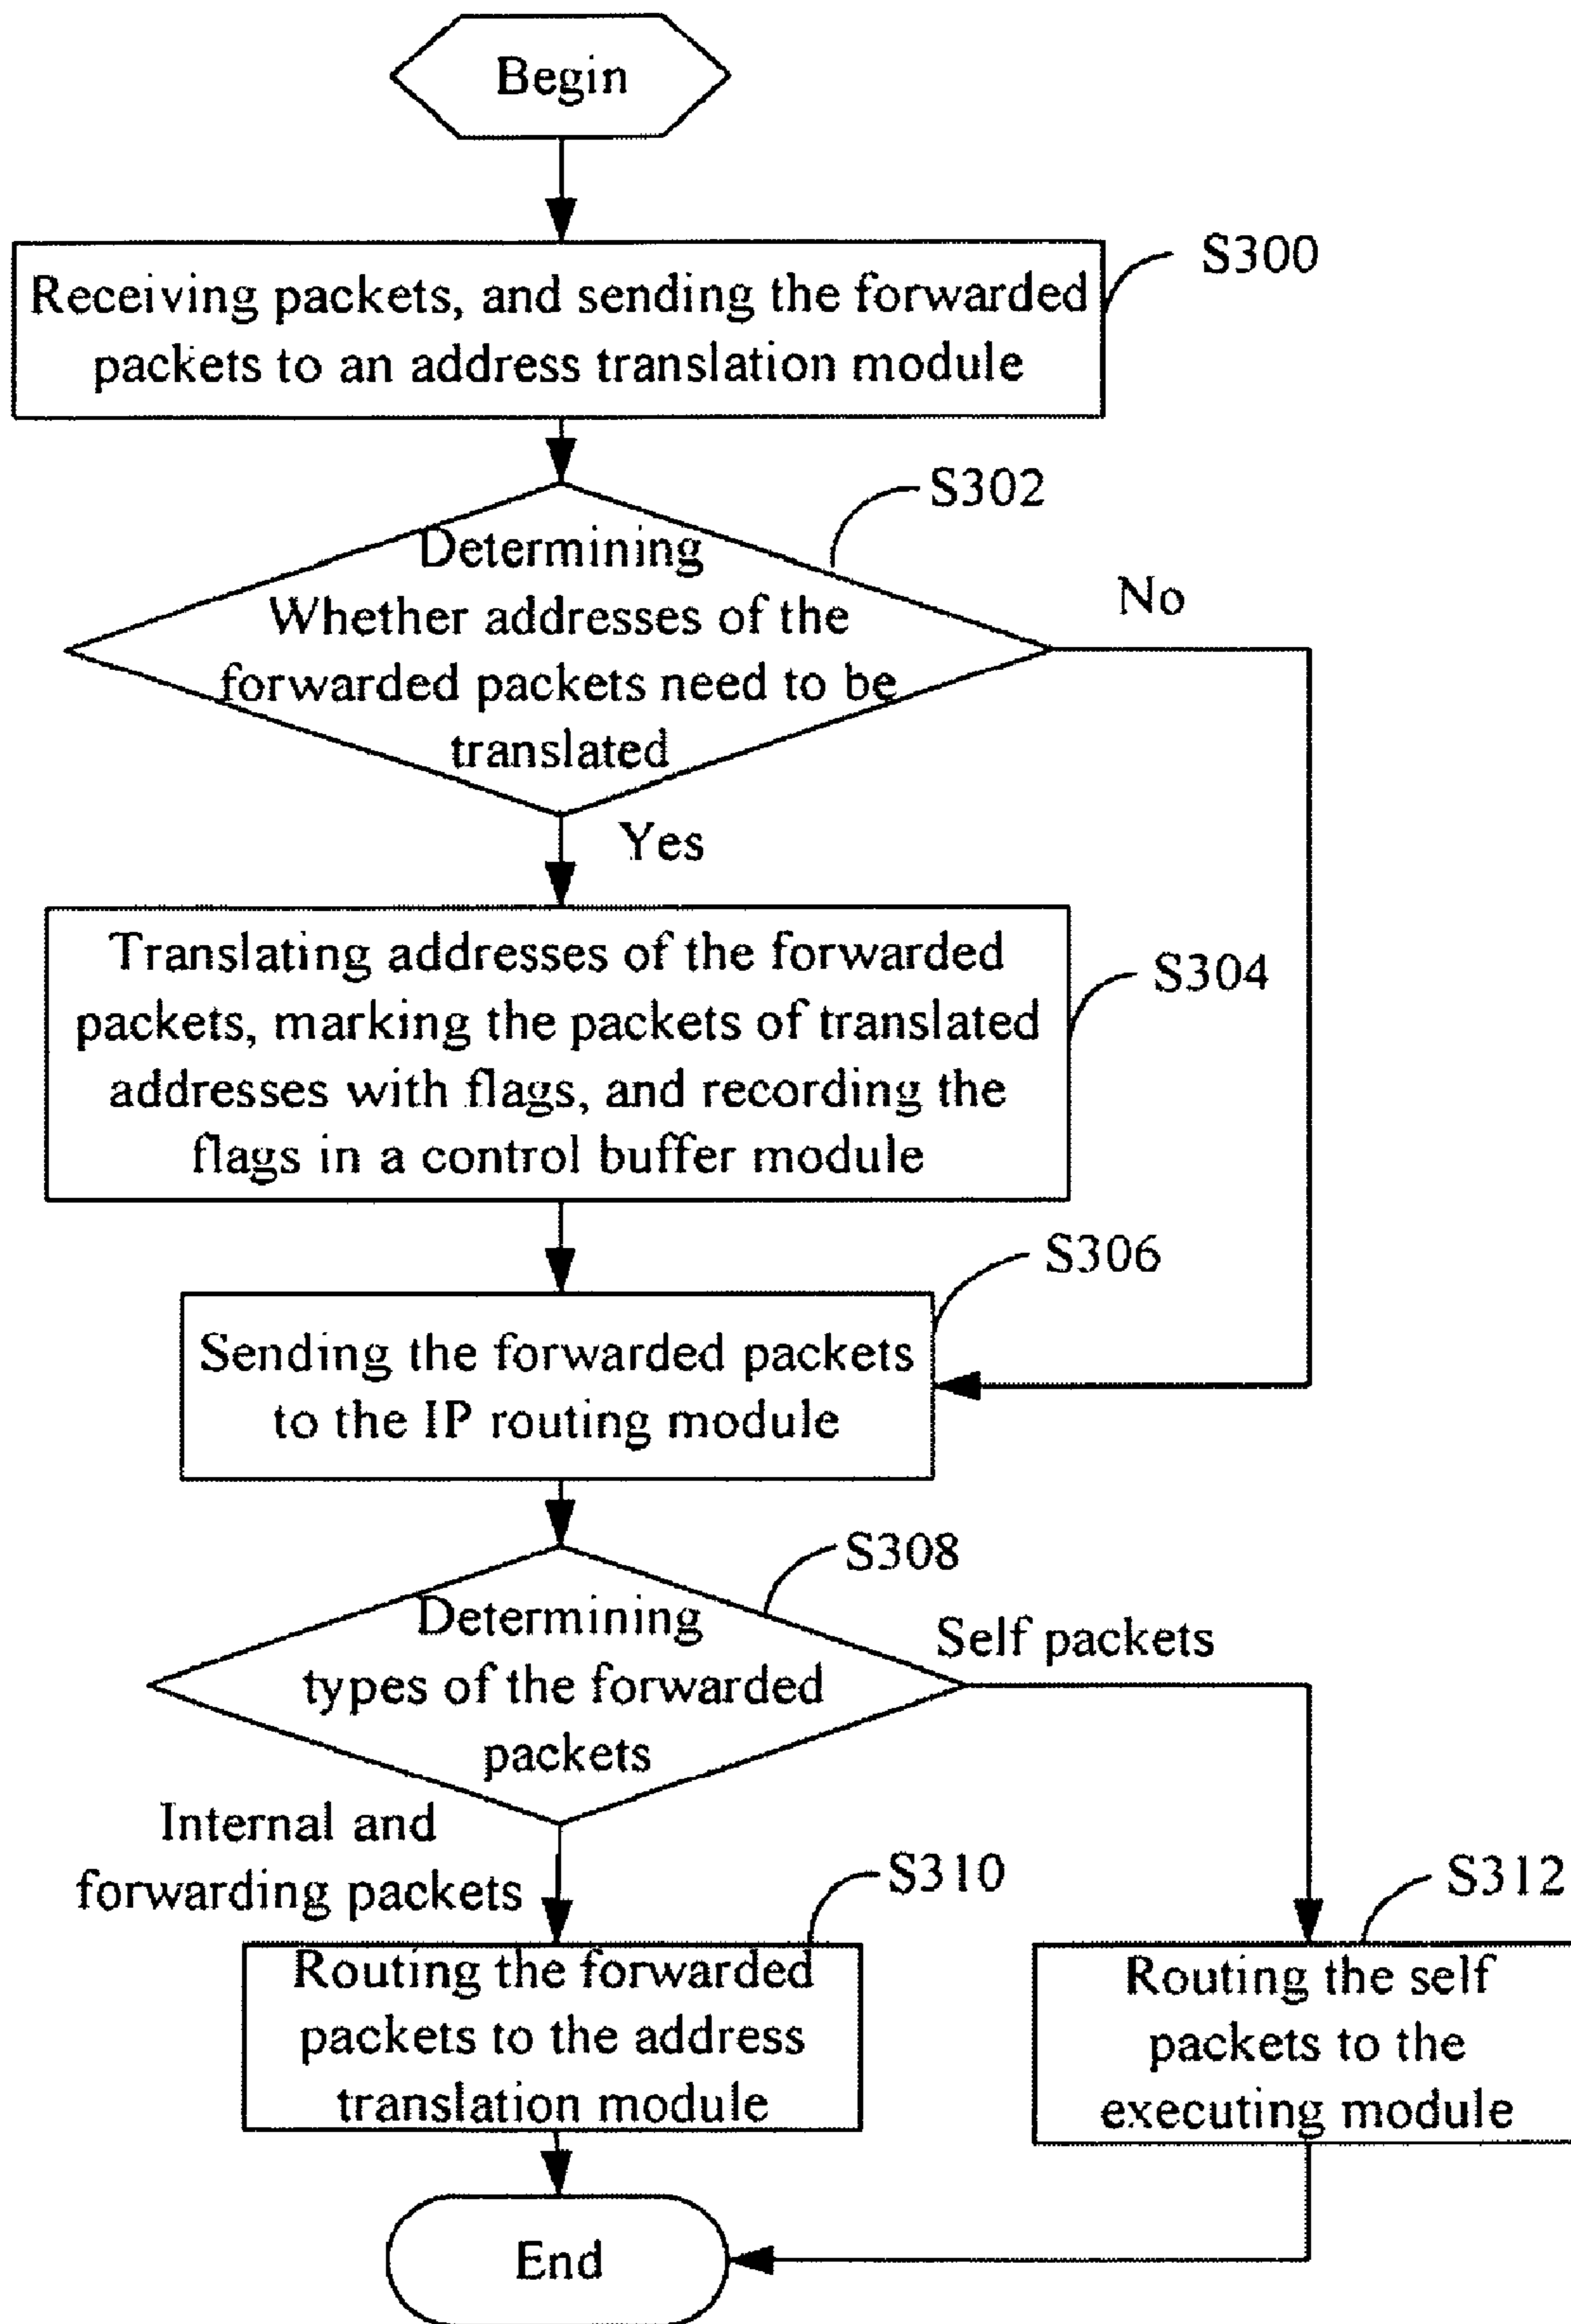 Begin
S300
Receiving packets, and sending the forwarded
packets to an address translation module
S302
Determining
Whether addresses of the
forwarded packets need to be
translated
No
Yes
Translating addresses of the forwarded
packets, marking the packets of translated
addresses with flags, and recording the
flags in a control buffer module
S304
S306
Sending the forwarded packets
to the IP routing module
S308
Determining
types of the forwarded
packets
Self packets
Internal and
forwarding packets
S310
S312
Routing the forwarded
packets to the address
translation module
Routing the self
packets to the
executing module
End